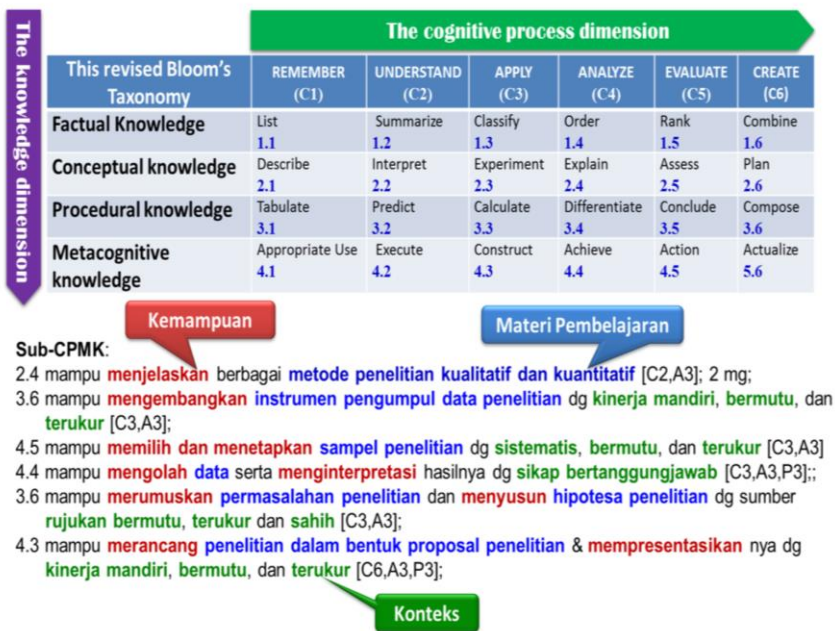 The knowledge dimension
The cognitive process dimension
This revised Bloom's Taxonomy REMEMBER (C1) UNDERSTAND (C2) APPLY (C3) ANALYZE (C4) EVALUATE (C5) CREATE (C6)
Factual Knowledge List Summarize Classify Order Rank Combine
1.1 1.2 1.3 1.4 1.5 1.6
Conceptual knowledge Describe Interpret Experiment Explain Assess Plan
2.1 2.2 2.3 2.4 2.5 2.6
Procedural knowledge Tabulate Predict Calculate Differentiate Conclude Compose
3.1 3.2 3.3 3.4 3.5 3.6
Metacognitive knowledge Appropriate Use Execute Construct Achieve Action Actualize
4.1 4.2 4.3 4.4 4.5 5.6
Kemampuan
Materi Pembelajaran
Sub-CPMK:
2.4 mampu menjelaskan berbagai metode penelitian kualitatif dan kuantitatif [C2,A3]; 2 mg;
3.6 mampu mengembangkan instrumen pengumpul data penelitian dg kinerja mandiri, bermutu, dan
terukur [C3,A3];
4.5 mampu memilih dan menetapkan sampel penelitian dg sistematis, bermutu, dan terukur [C3,A3]
4.4 mampu mengolah data serta menginterpretasi hasilnya dg sikap bertanggungjawab [C3,A3,P3];;
3.6 mampu merumuskan permasalahan penelitian dan menyusun hipotesa penelitian dg sumber
rujukan bermutu, terukur dan sahih [C3,A3];
4.3 mampu merancang penelitian dalam bentuk proposal penelitian & mempresentasikan nya dg
kinerja mandiri, bermutu, dan terukur [C6,A3,P3];
Konteks